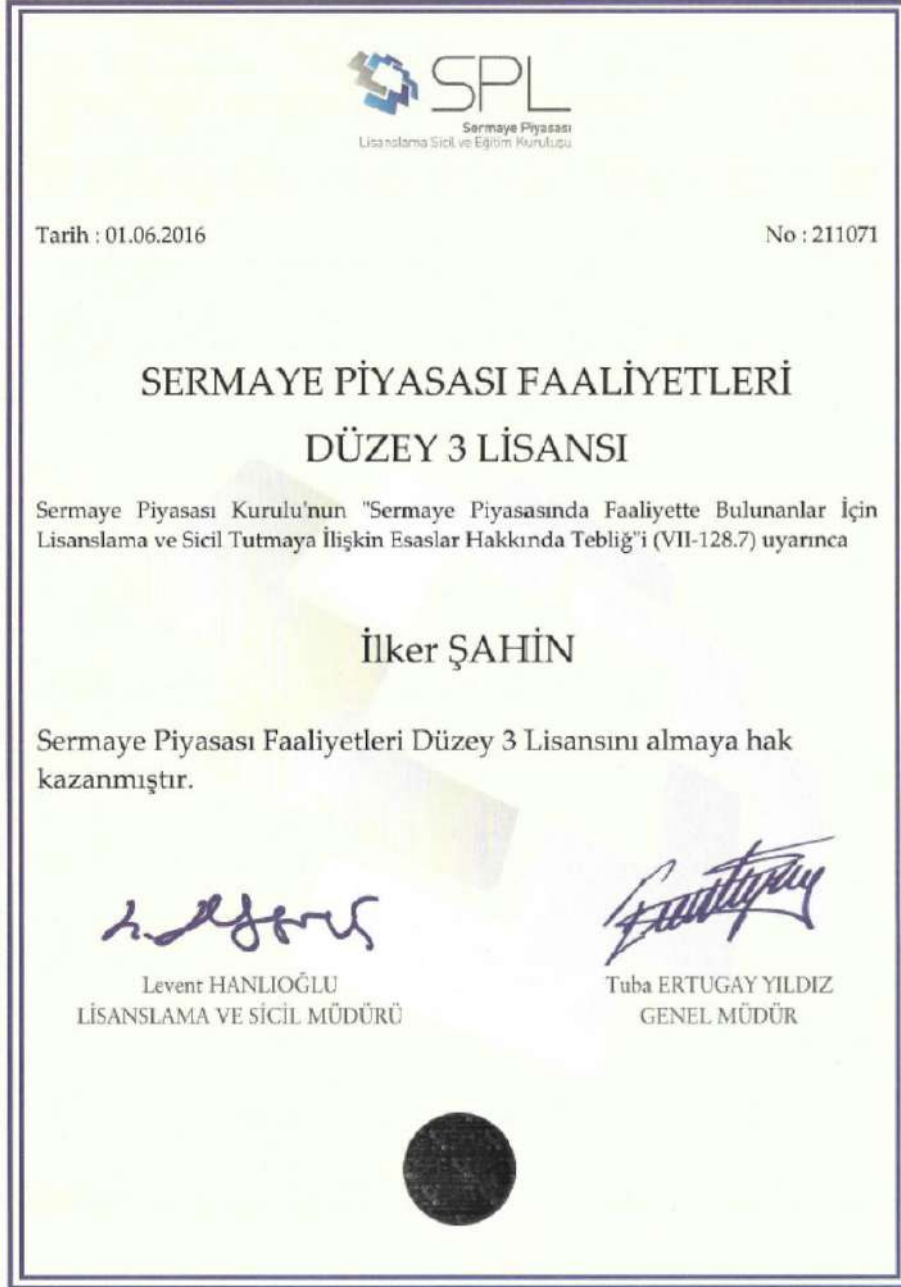 SPL
Sermaye Piyasası
Lisanslama Sicil ve Eğitim Kuruluşu
Tarih : 01.06.2016
No : 211071
SERMAYE PİYASASI FAALİYETLERİ
DÜZEY 3 LİSANSI
Sermaye Piyasası Kurulu'nun "Sermaye Piyasasında Faaliyette Bulunanlar İçin
Lisanslama ve Sicil Tutmaya İlişkin Esaslar Hakkında Tebliğ"i (VII-128.7) uyarınca
İlker ŞAHİN
Sermaye Piyasası Faaliyetleri Düzey 3 Lisansını almaya hak
kazanmıştır.
Levent HANLIOĞLU
LİSANSLAMA VE SİCİL MÜDÜRÜ
Tuba ERTUGAY YILDIZ
GENEL MÜDÜR